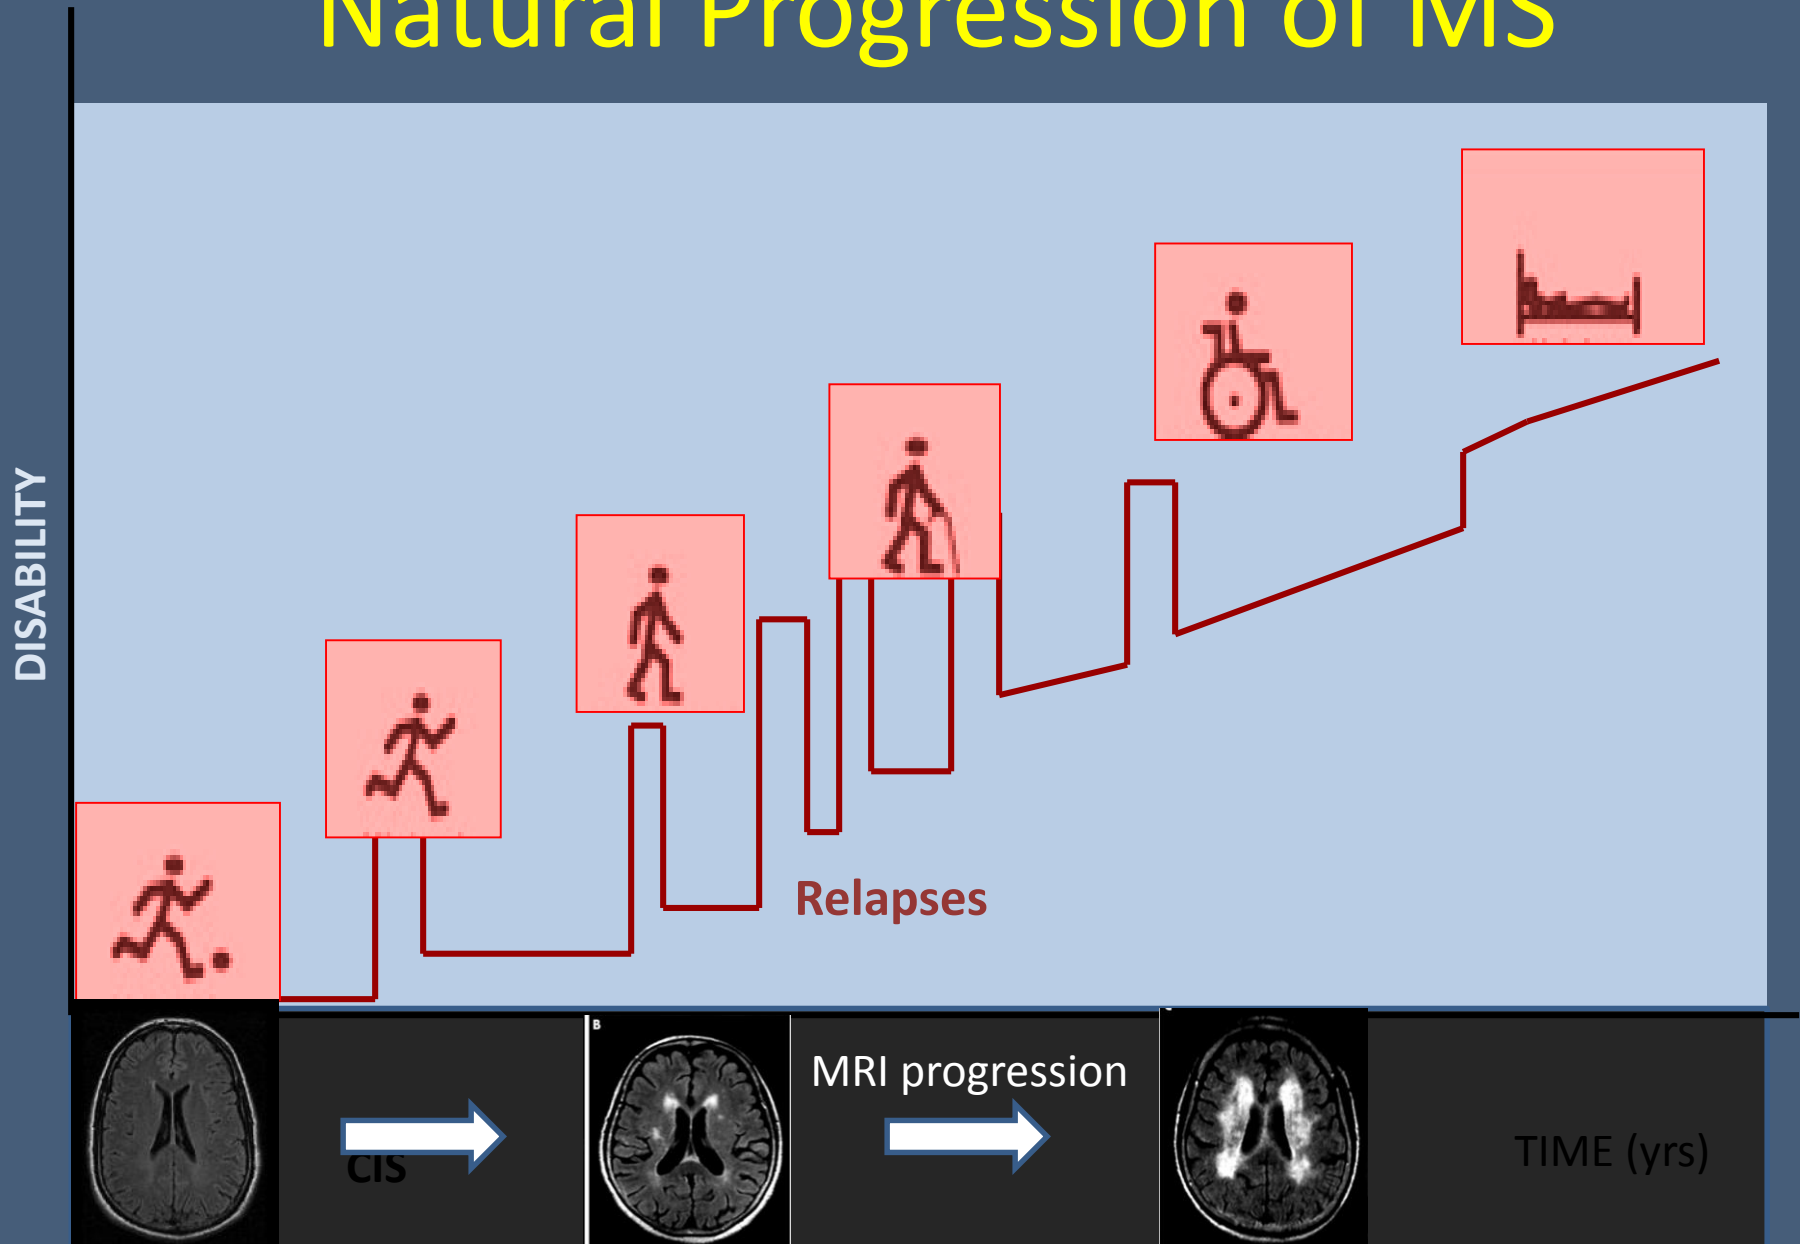 Natural Progression of MS
DISABILITY
Relapses
B
MRI progression
CIS
TIME (yrs)